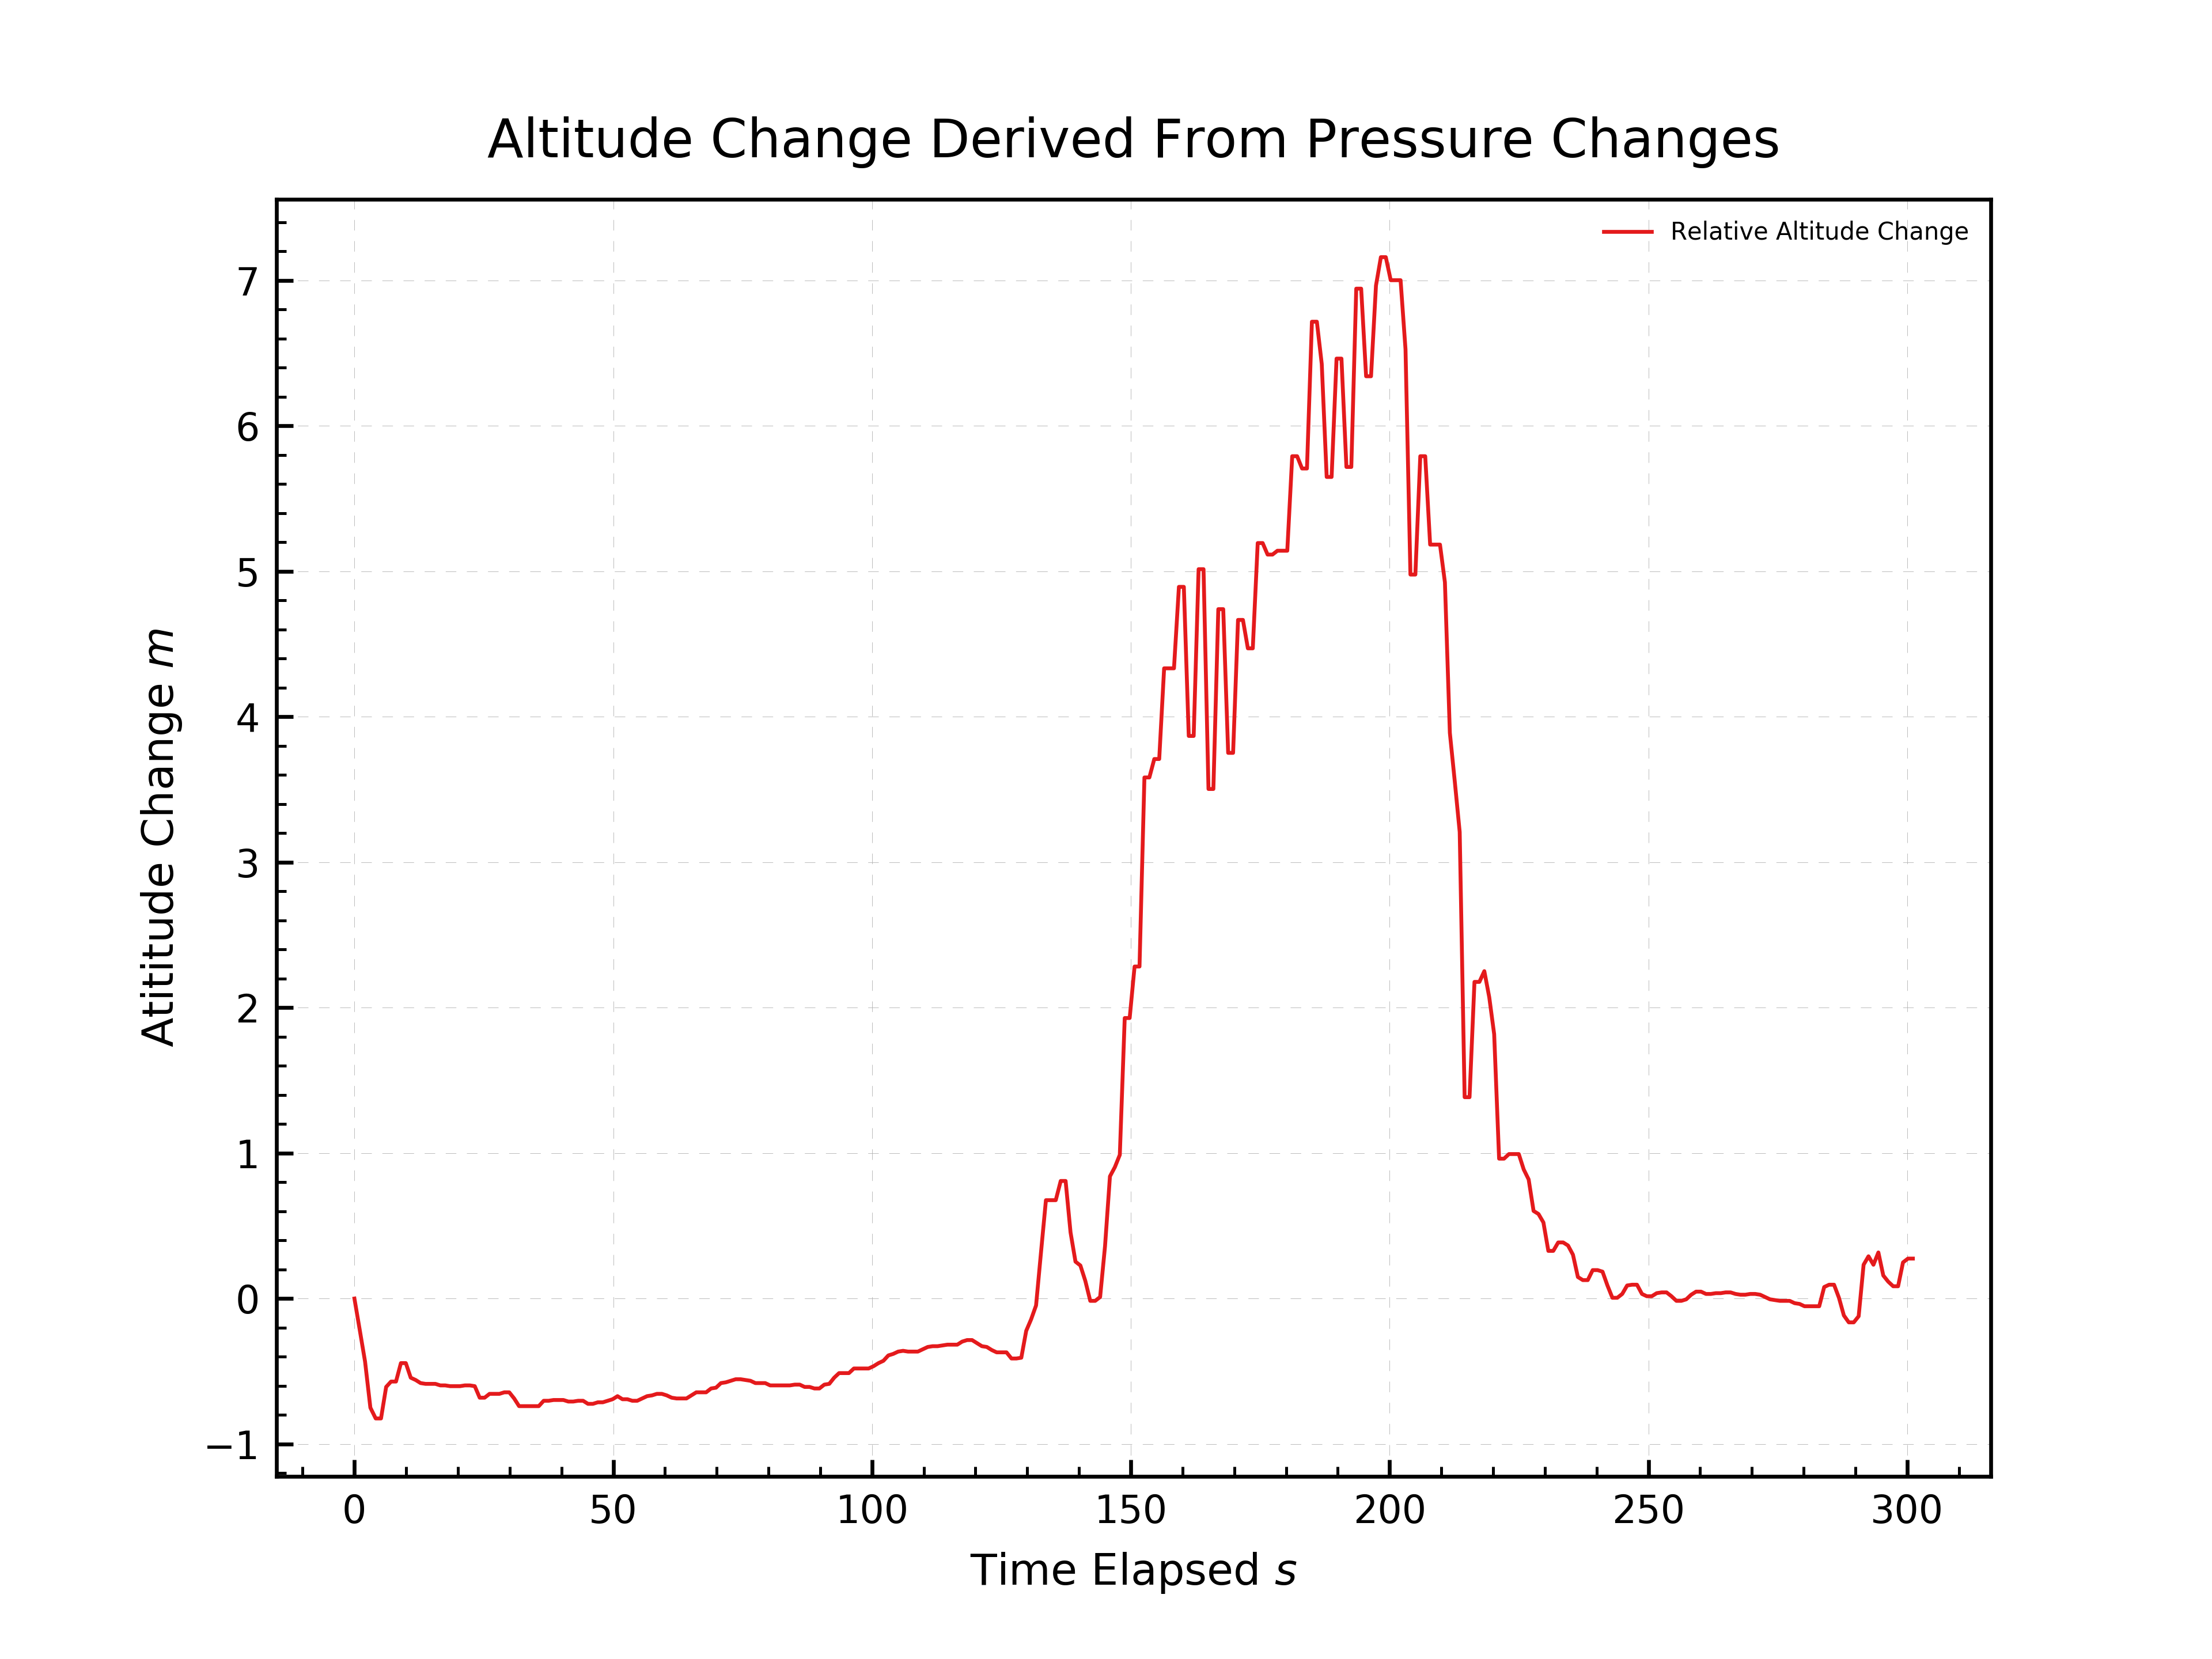 Altitude Change Derived From Pressure Changes
Relative Altitude Change
7
6
5
4
3
2
1
0
−1
Atititude Change m
0 50 100 150 200 250 300
Time Elapsed s